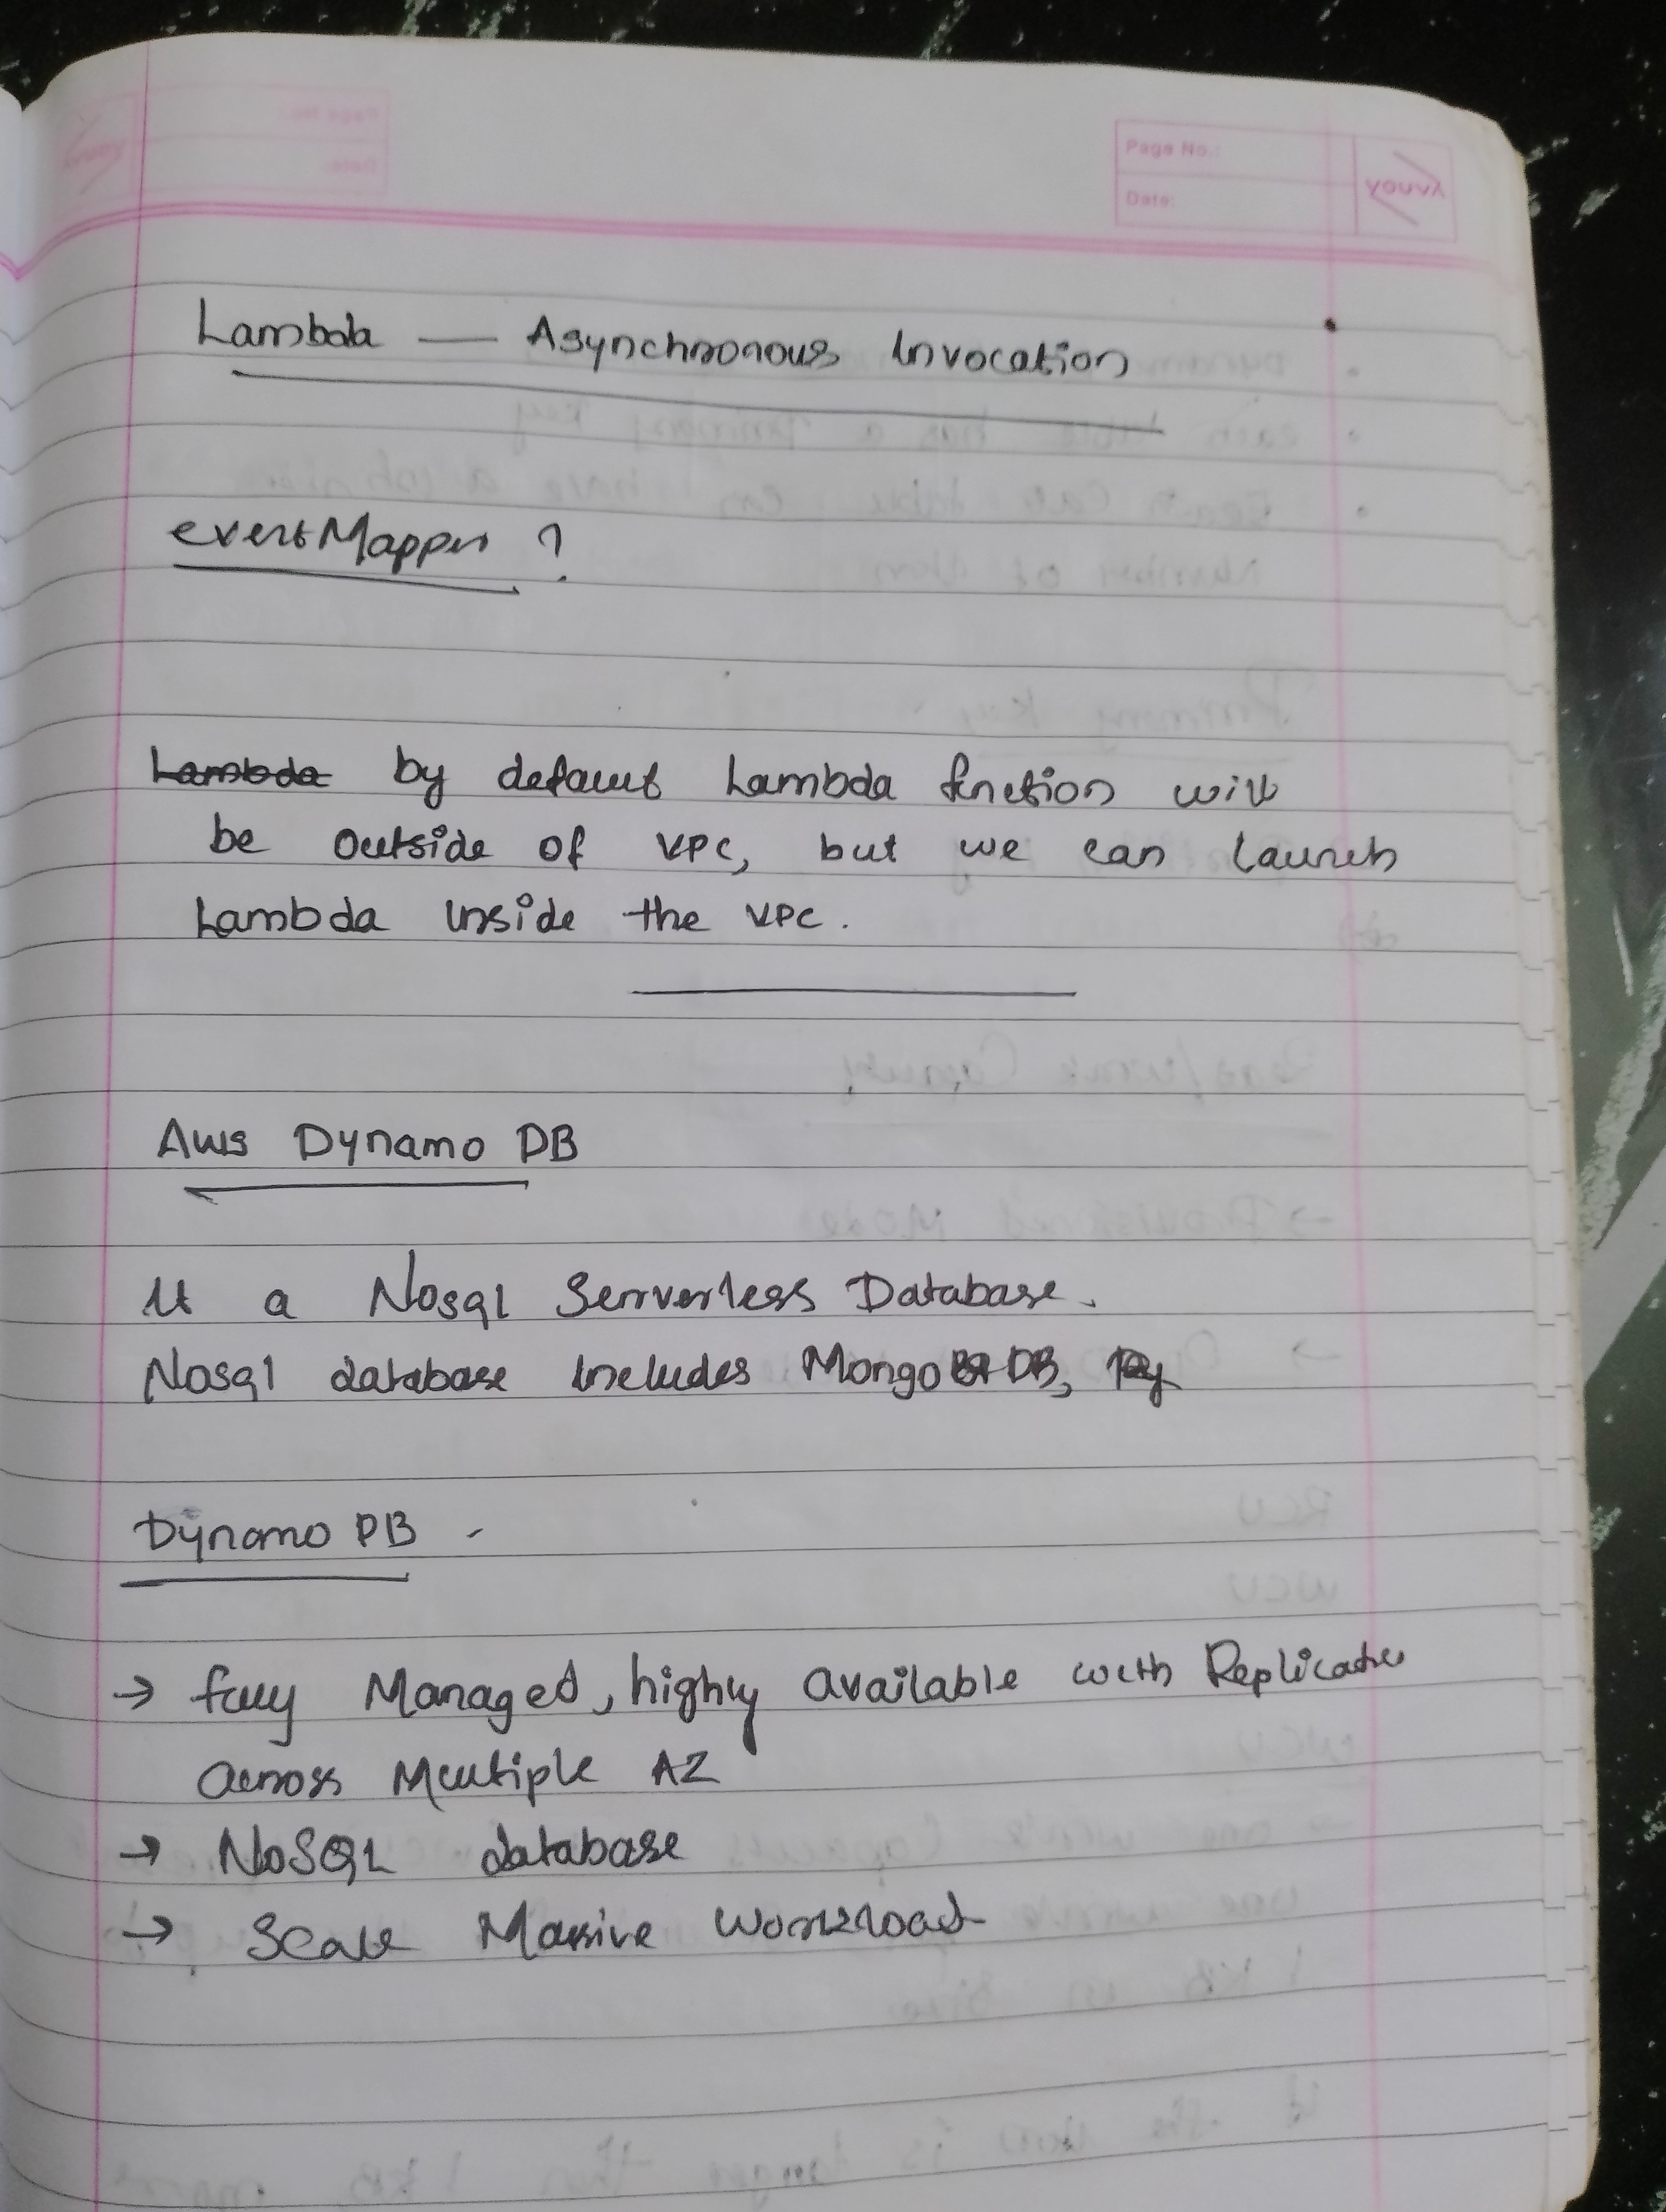 Page No.:
Date:
Youva
Lambda — Asynchronous Invocation
eventMapper ?
Lambda by default Lambda function will
be outside of VPC, but we can launch
Lambda inside the VPC.
Aws Dynamo DB
It a Nosql Serverless Database.
Nosql database includes Mongo DB,
Dynamo DB -
→ fully Managed, highly available with Replication
across Multiple AZ
→ NoSQL database
→ Scale Massive workload